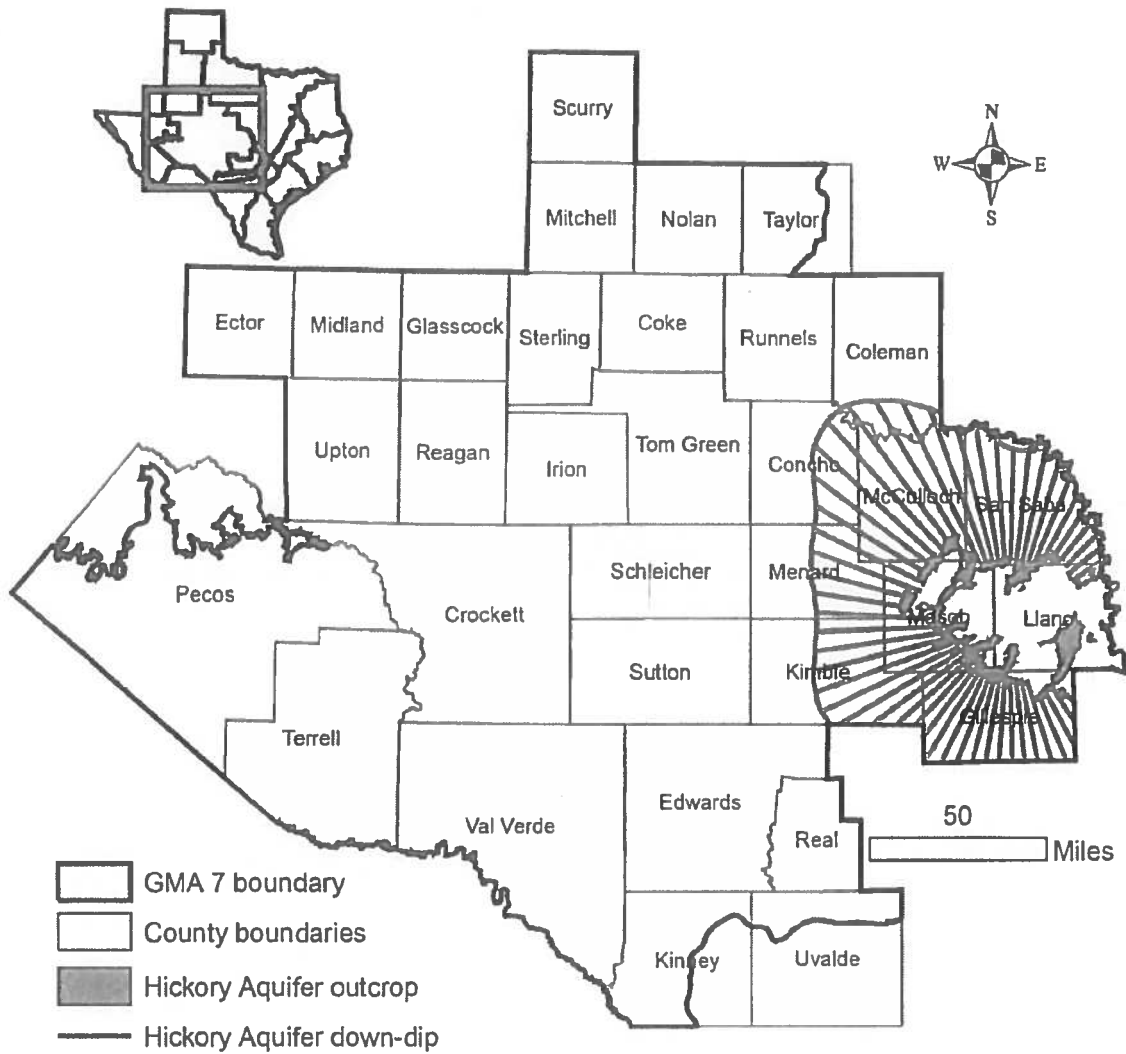 Scurry
N
W E
S
Mitchell Nolan Taylor
Ector Midland Glasscock Sterling Coke Runnels Coleman
Upton Reagan Irion Tom Green Concho McCulloch San Saba
Pecos Crockett Schleicher Menard Mason Llano
Terrell Sutton Kimble Gillespie
Val Verde Edwards Real
50
Miles
Kinney Uvalde
GMA 7 boundary
County boundaries
Hickory Aquifer outcrop
Hickory Aquifer down-dip